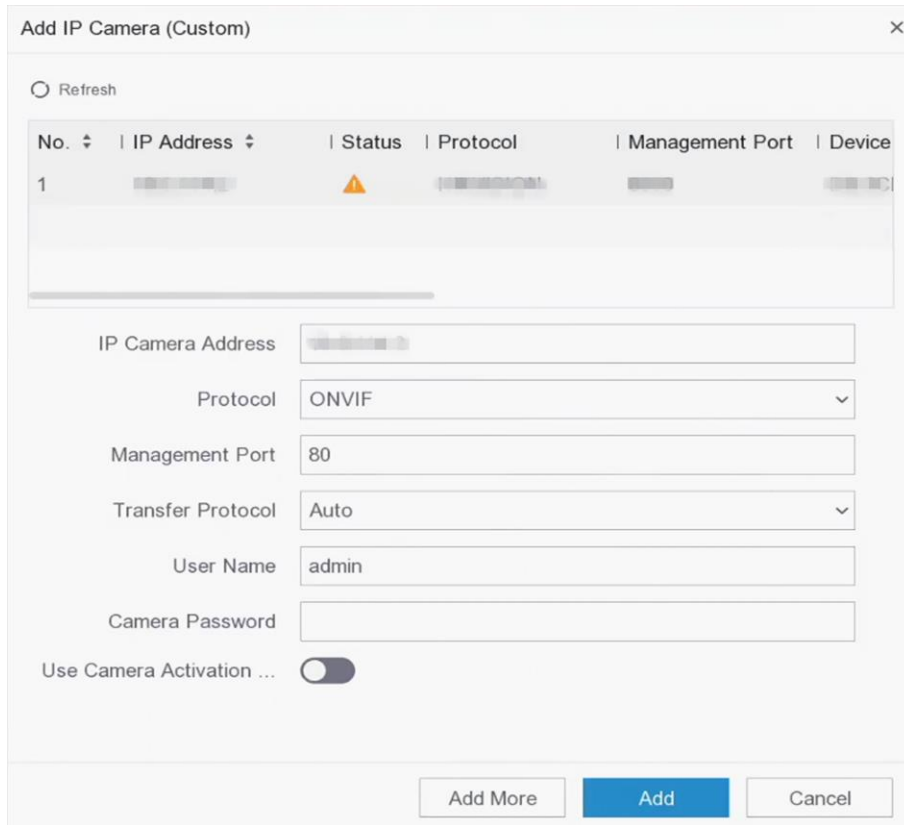 Add IP Camera (Custom)
Refresh
No. IP Address Status Protocol Management Port Device
1
IP Camera Address
Protocol ONVIF
Management Port 80
Transfer Protocol Auto
User Name admin
Camera Password
Use Camera Activation ...
Add More Add Cancel